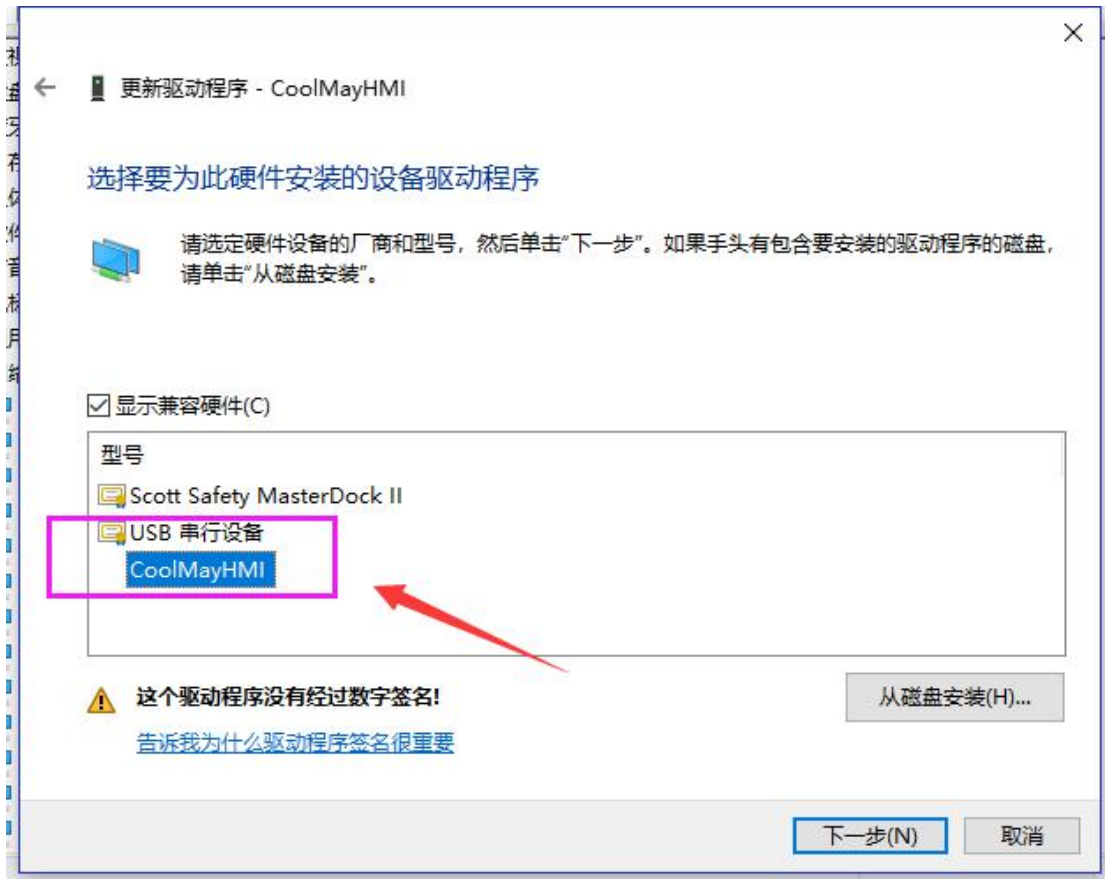 更新驱动程序 - CoolMayHMI
选择要为此硬件安装的设备驱动程序
请选定硬件设备的厂商和型号，然后单击“下一步”。如果手头有包含要安装的驱动程序的磁盘，
请单击“从磁盘安装”。
显示兼容硬件(C)
型号
Scott Safety MasterDock II
USB 串行设备
CoolMayHMI
这个驱动程序没有经过数字签名!
从磁盘安装(H)...
告诉我为什么驱动程序签名很重要
下一步(N)
取消